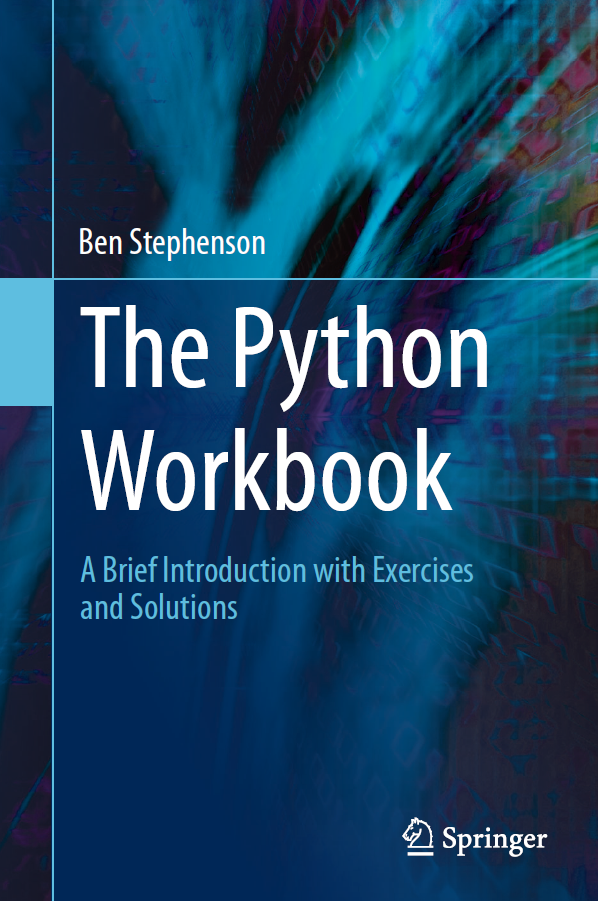 Ben Stephenson
The Python
Workbook
A Brief Introduction with Exercises
and Solutions
Springer